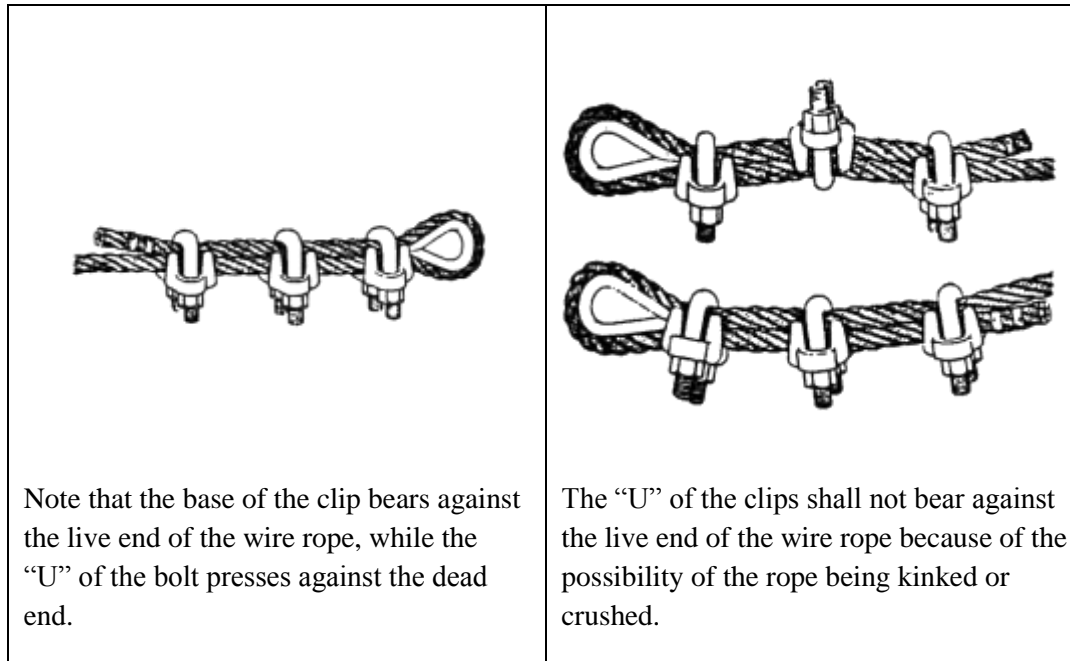 Note that the base of the clip bears against
the live end of the wire rope, while the
“U” of the bolt presses against the dead
end.
The “U” of the clips shall not bear against
the live end of the wire rope because of the
possibility of the rope being kinked or
crushed.